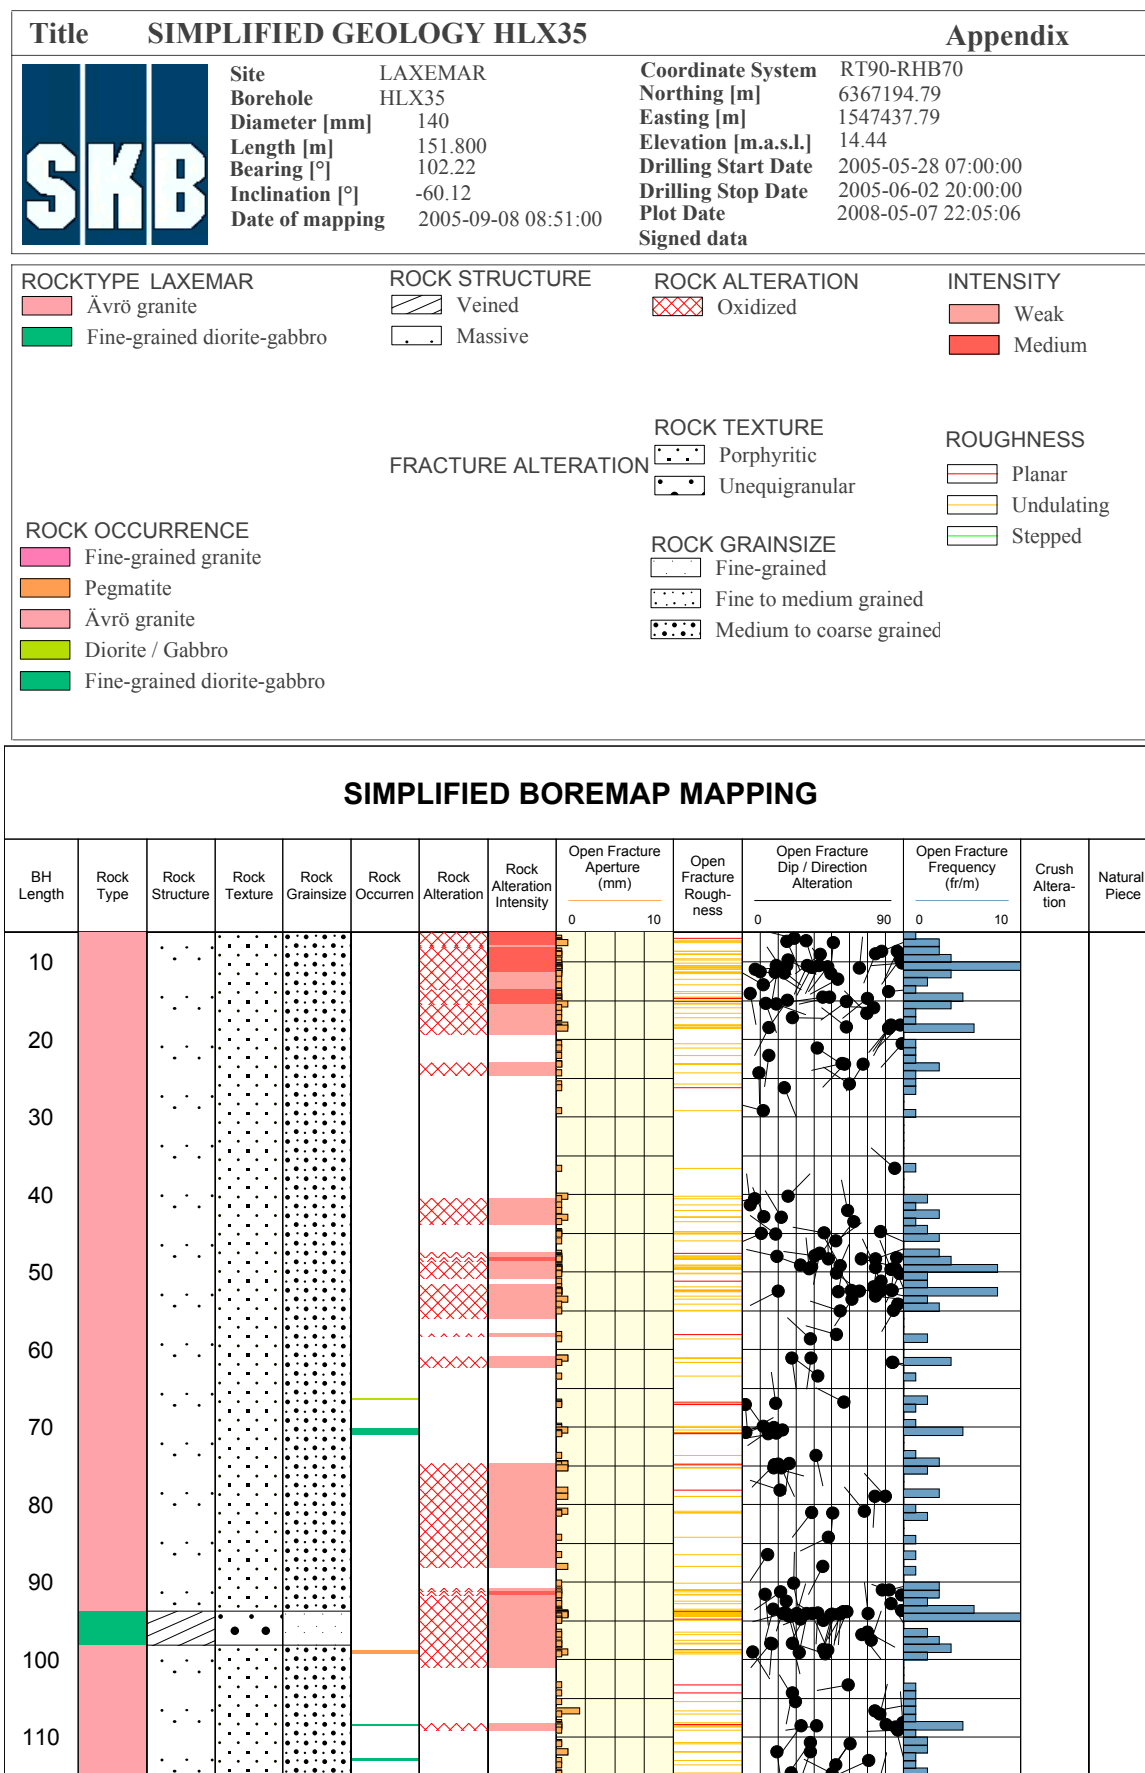 Title SIMPLIFIED GEOLOGY HLX35 Appendix
SKB
Site LAXEMAR
Borehole HLX35
Diameter [mm] 140
Length [m] 151.800
Bearing [°] 102.22
Inclination [°] -60.12
Date of mapping 2005-09-08 08:51:00
Coordinate System RT90-RHB70
Northing [m] 6367194.79
Easting [m] 1547437.79
Elevation [m.a.s.l.] 14.44
Drilling Start Date 2005-05-28 07:00:00
Drilling Stop Date 2005-06-02 20:00:00
Plot Date 2008-05-07 22:05:06
Signed data
ROCKTYPE LAXEMAR
Ävrö granite
Fine-grained diorite-gabbro
ROCK STRUCTURE
Veined
Massive
ROCK ALTERATION
Oxidized
INTENSITY
Weak
Medium
FRACTURE ALTERATION
ROCK TEXTURE
Porphyritic
Unequigranular
ROUGHNESS
Planar
Undulating
Stepped
ROCK OCCURRENCE
Fine-grained granite
Pegmatite
Ävrö granite
Diorite / Gabbro
Fine-grained diorite-gabbro
ROCK GRAINSIZE
Fine-grained
Fine to medium grained
Medium to coarse grained
SIMPLIFIED BOREMAP MAPPING
BH
Length
Rock
Type
Rock
Structure
Rock
Texture
Rock
Grainsize
Rock
Occurren
Rock
Alteration
Rock
Alteration
Intensity
Open Fracture
Aperture
(mm)
0 10
Open
Fracture
Rough-
ness
Open Fracture
Dip / Direction
Alteration
0 90
Open Fracture
Frequency
(fr/m)
0 10
Crush
Altera-
tion
Natural
Piece
10
20
30
40
50
60
70
80
90
100
110